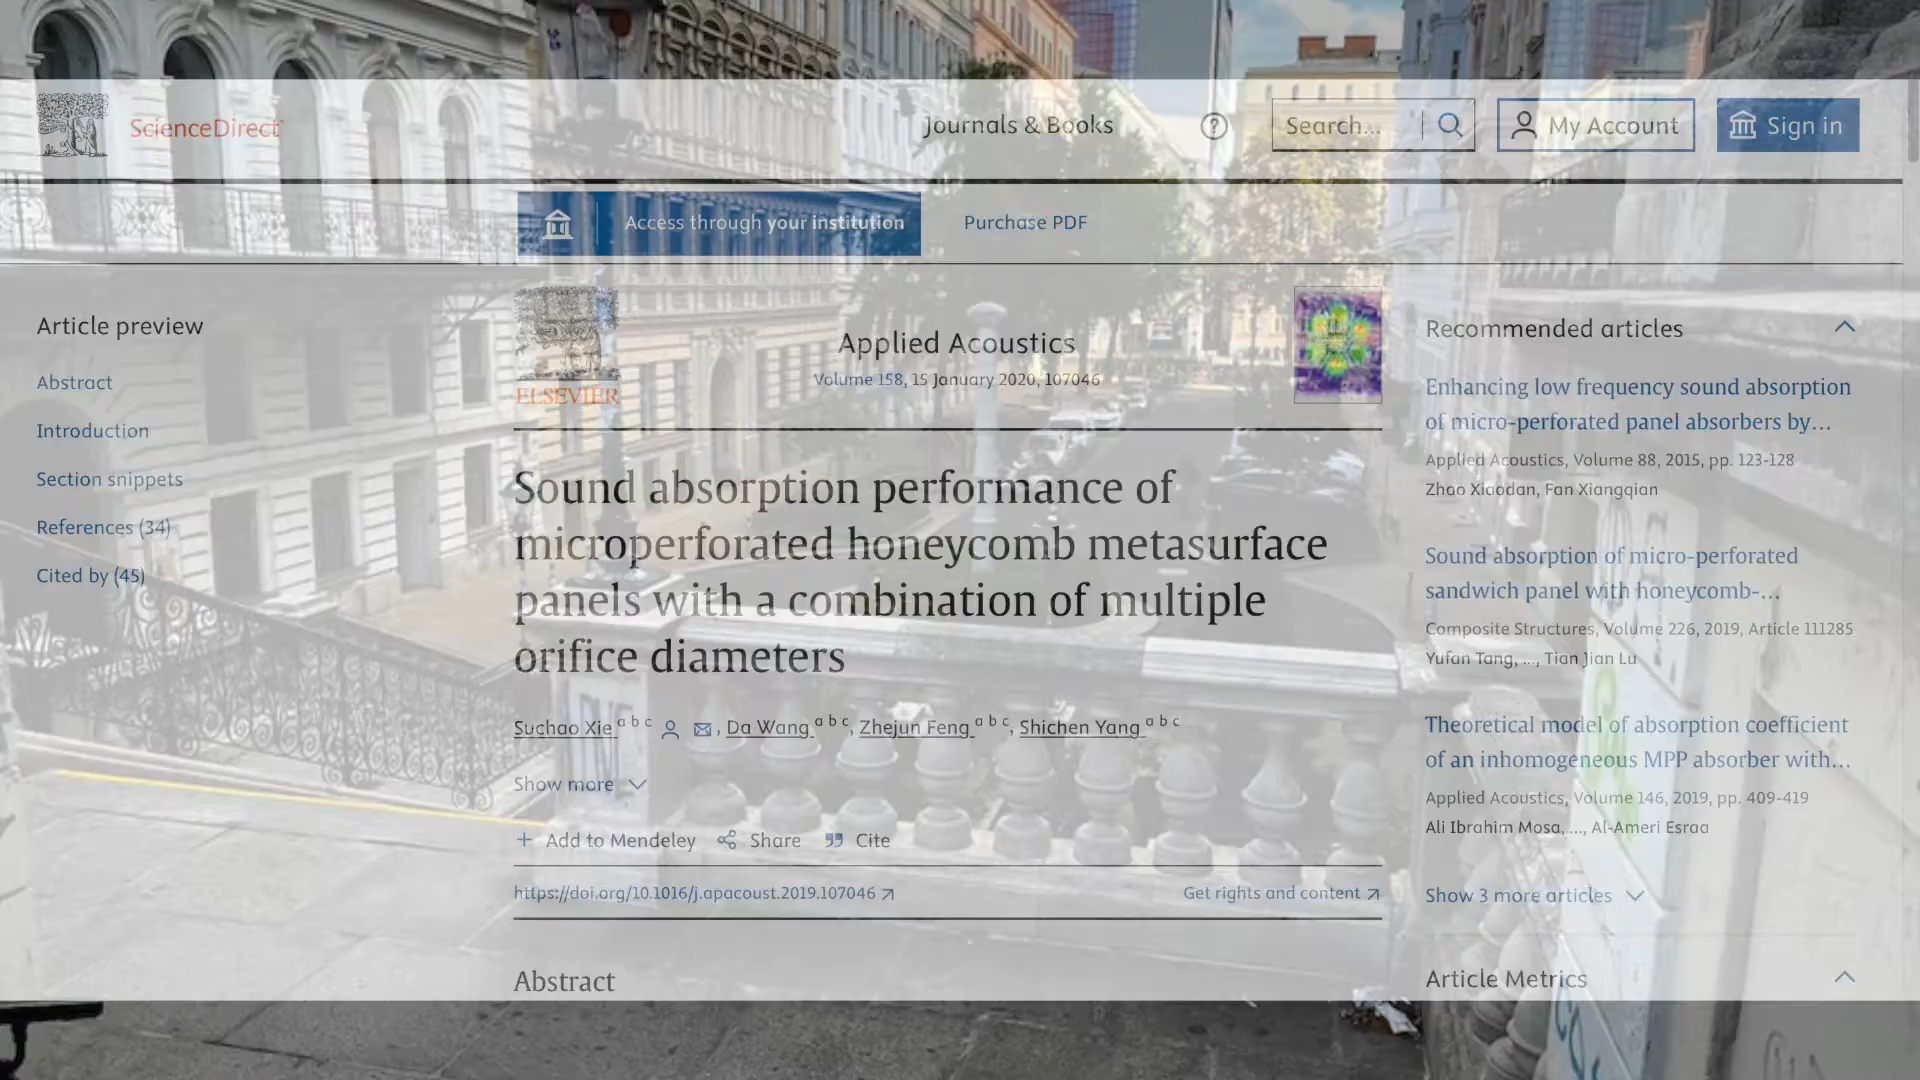 ScienceDirect
Journals & Books
Search...
My Account
Sign in
Access through your institution
Purchase PDF
Article preview
Abstract
Introduction
Section snippets
References (34)
Cited by (45)
ELSEVIER
Applied Acoustics
Volume 158, 15 January 2020, 107046
Sound absorption performance of
microperforated honeycomb metasurface
panels with a combination of multiple
orifice diameters
Suchao Xie a b c, Da Wang a b c, Zhejun Feng a b c, Shichen Yang a b c
Show more
Add to Mendeley
Share
Cite
https://doi.org/10.1016/j.apacoust.2019.107046
Get rights and content
Abstract
Recommended articles
Enhancing low frequency sound absorption
of micro-perforated panel absorbers by...
Applied Acoustics, Volume 88, 2015, pp. 123-128
Zhao Xiaodan, Fan Xiangqian
Sound absorption of micro-perforated
sandwich panel with honeycomb-...
Composite Structures, Volume 226, 2019, Article 111285
Yufan Tang, ..., Tian Jian Lu
Theoretical model of absorption coefficient
of an inhomogeneous MPP absorber with...
Applied Acoustics, Volume 146, 2019, pp. 409-419
Ali Ibrahim Mosa, ..., Al-Ameri Esraa
Show 3 more articles
Article Metrics